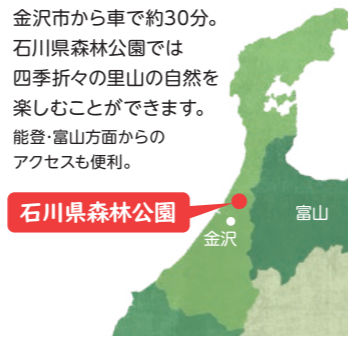 金沢市から車で約30分。
石川県森林公園では
四季折々の里山の自然を
楽しむことができます。
能登・富山方面からの
アクセスも便利。
石川県森林公園
金沢
富山